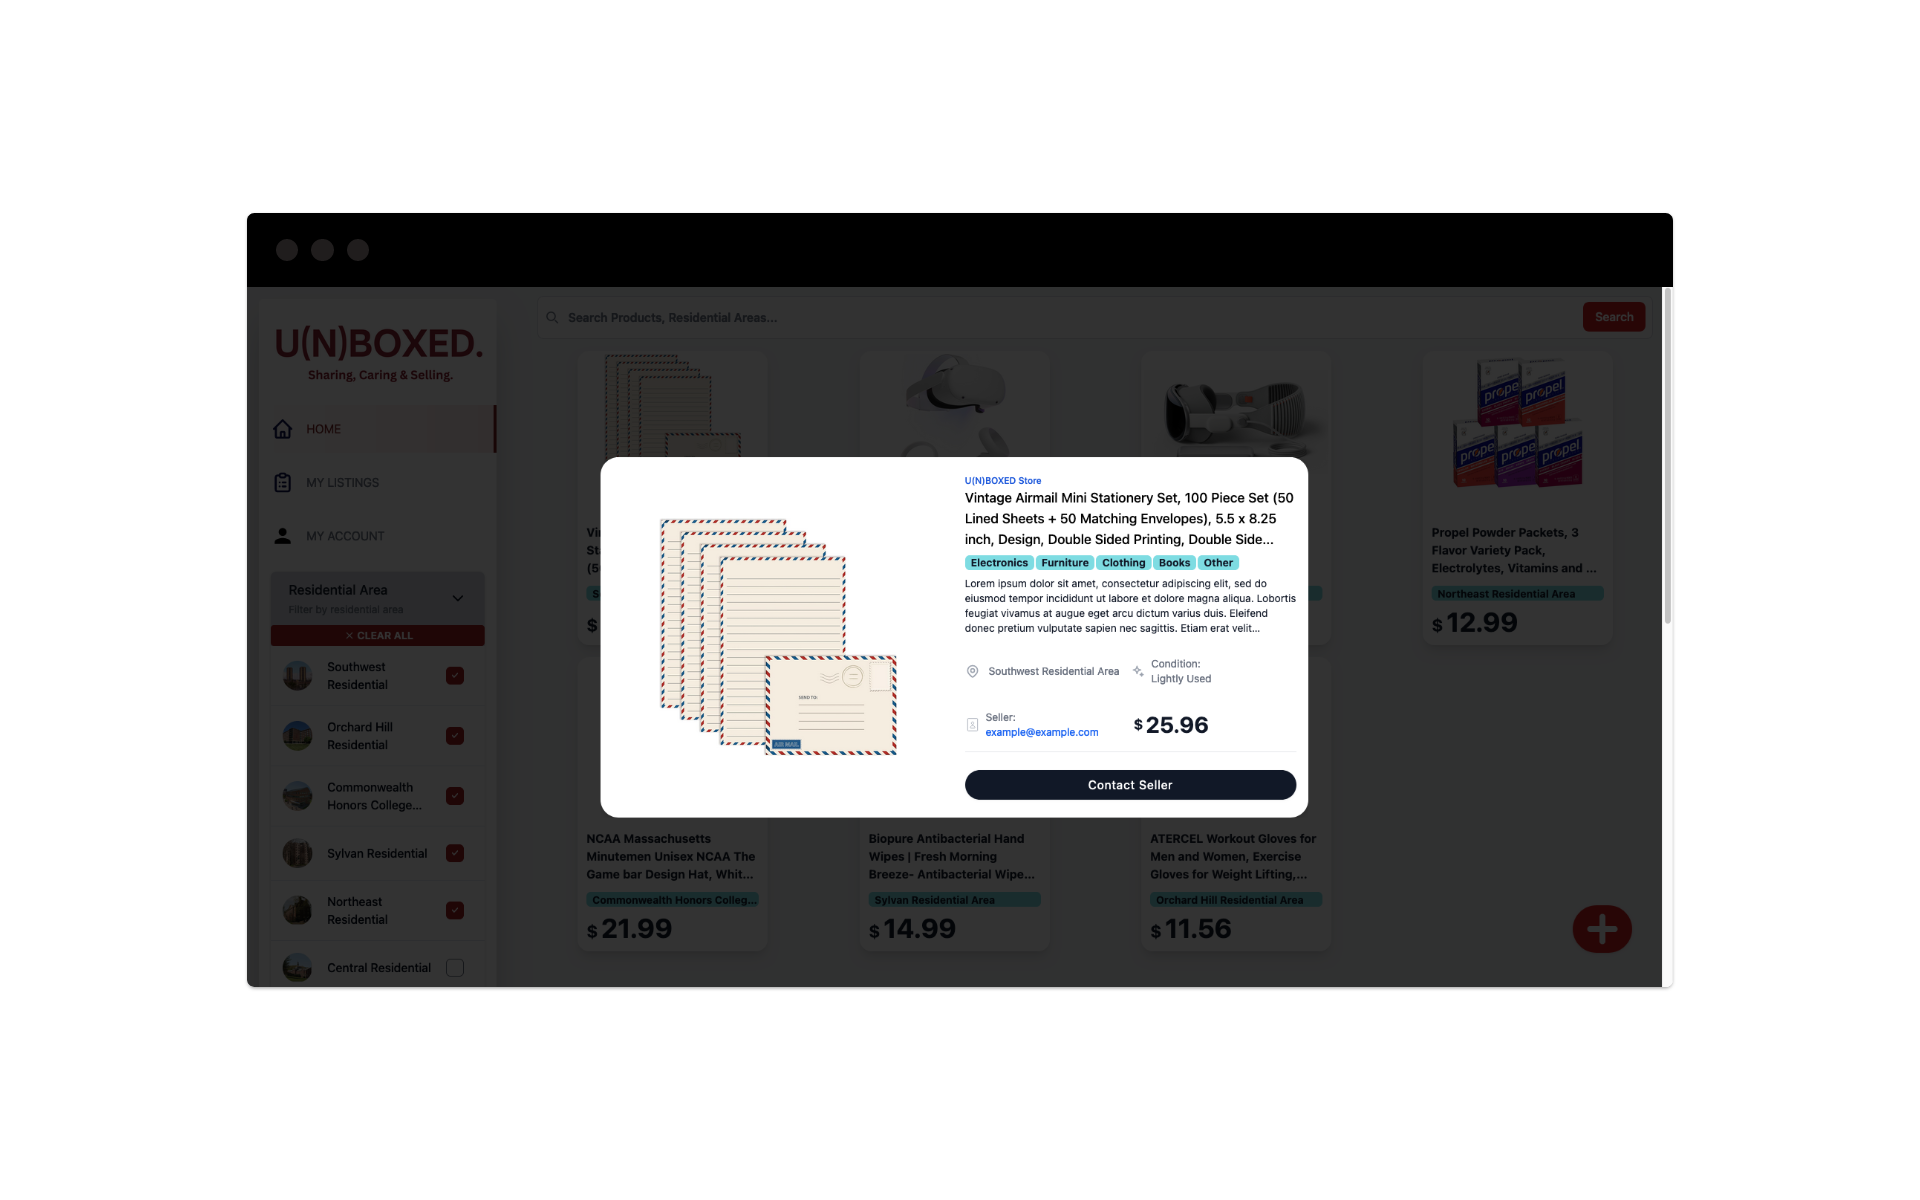 U(N)BOXED.
Sharing, Caring & Selling.
HOME
MY LISTINGS
MY ACCOUNT
Residential Area
Filter by residential area
× CLEAR ALL
Southwest
Residential
Orchard Hill
Residential
Commonwealth
Honors College...
Sylvan Residential
Northeast
Residential
Central Residential
Search Products, Residential Areas...
Search
$
propel
propel
propel
propel
propel
Propel Powder Packets, 3
Flavor Variety Pack,
Electrolytes, Vitamins and ...
Northeast Residential Area
$ 12.99
U(N)BOXED Store
Vintage Airmail Mini Stationery Set, 100 Piece Set (50
Lined Sheets + 50 Matching Envelopes), 5.5 x 8.25
inch, Design, Double Sided Printing, Double Side...
Electronics Furniture Clothing Books Other
Lorem ipsum dolor sit amet, consectetur adipiscing elit, sed do
eiusmod tempor incididunt ut labore et dolore magna aliqua. Lobortis
feugiat vivamus at augue eget arcu dictum varius duis. Eleifend
donec pretium vulputate sapien nec sagittis. Etiam erat velit...
Southwest Residential Area
Condition:
Lightly Used
Seller:
example@example.com
$ 25.96
Contact Seller
SEND TO:
AIR MAIL
NCAA Massachusetts
Minutemen Unisex NCAA The
Game bar Design Hat, Whit...
Commonwealth Honors Colleg...
$ 21.99
Biopure Antibacterial Hand
Wipes | Fresh Morning
Breeze- Antibacterial Wipe...
Sylvan Residential Area
$ 14.99
ATERCEL Workout Gloves for
Men and Women, Exercise
Gloves for Weight Lifting,...
Orchard Hill Residential Area
$ 11.56